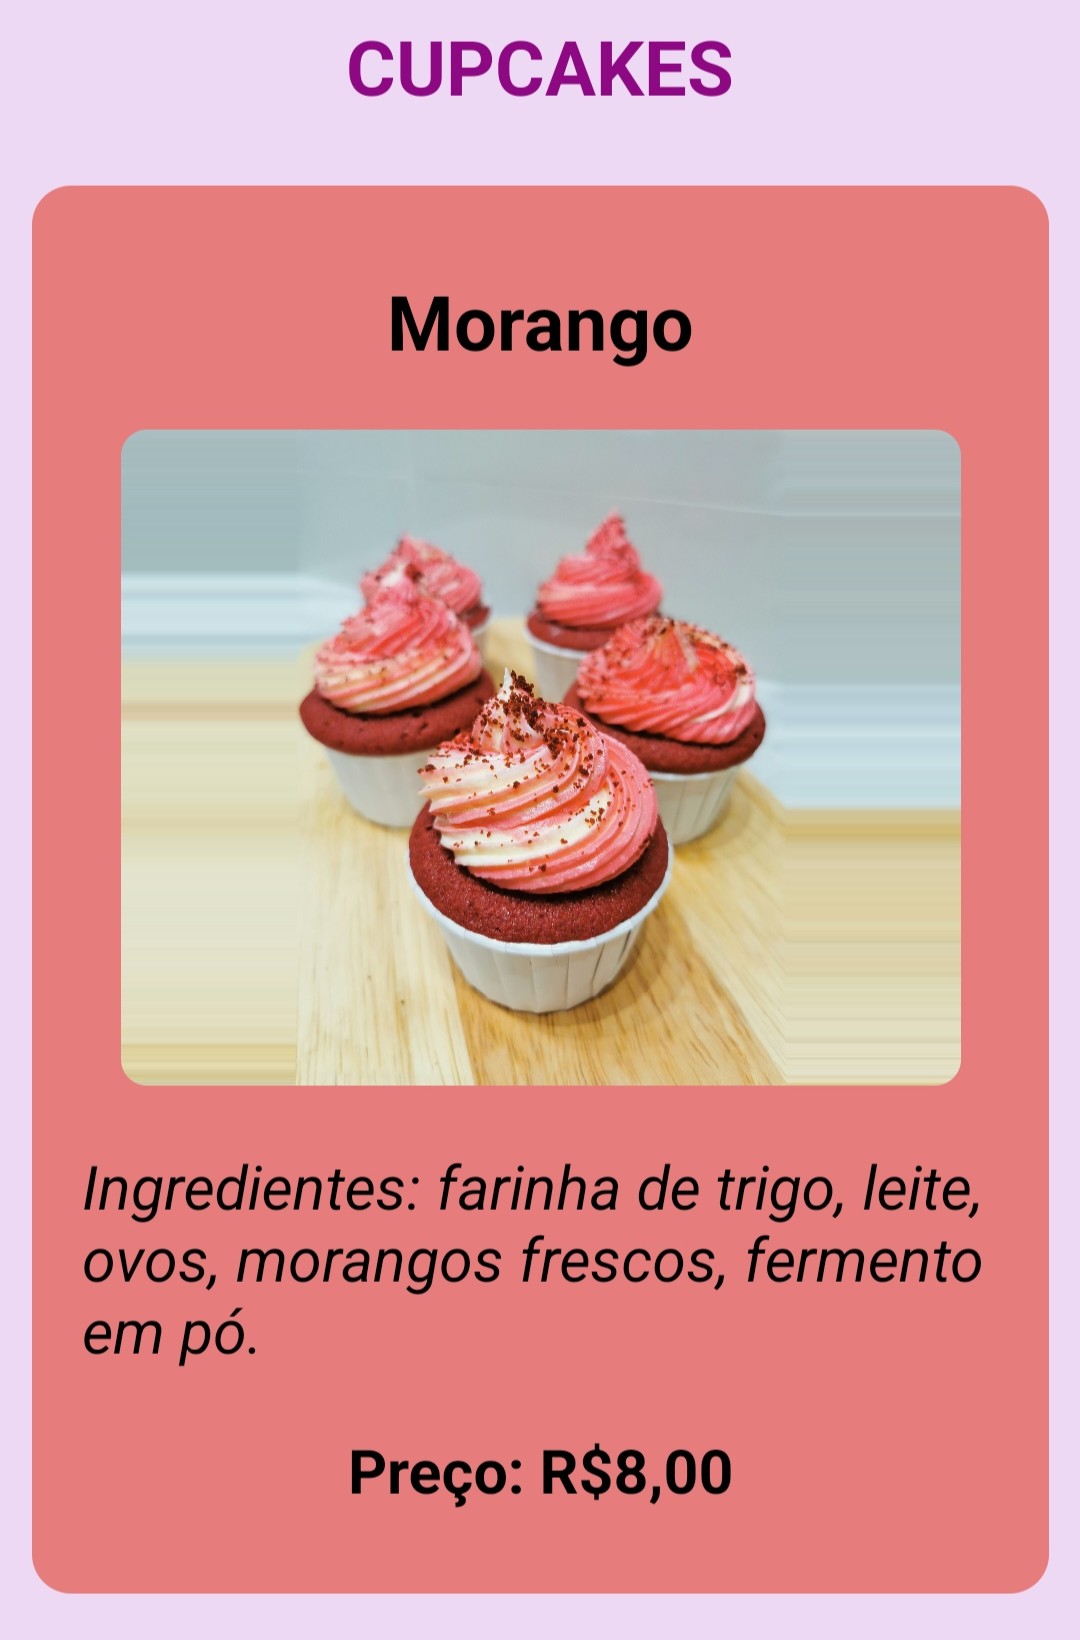 CUPCAKES
Morango
Ingredientes: farinha de trigo, leite,
ovos, morangos frescos, fermento
em pó.
Preço: R$8,00